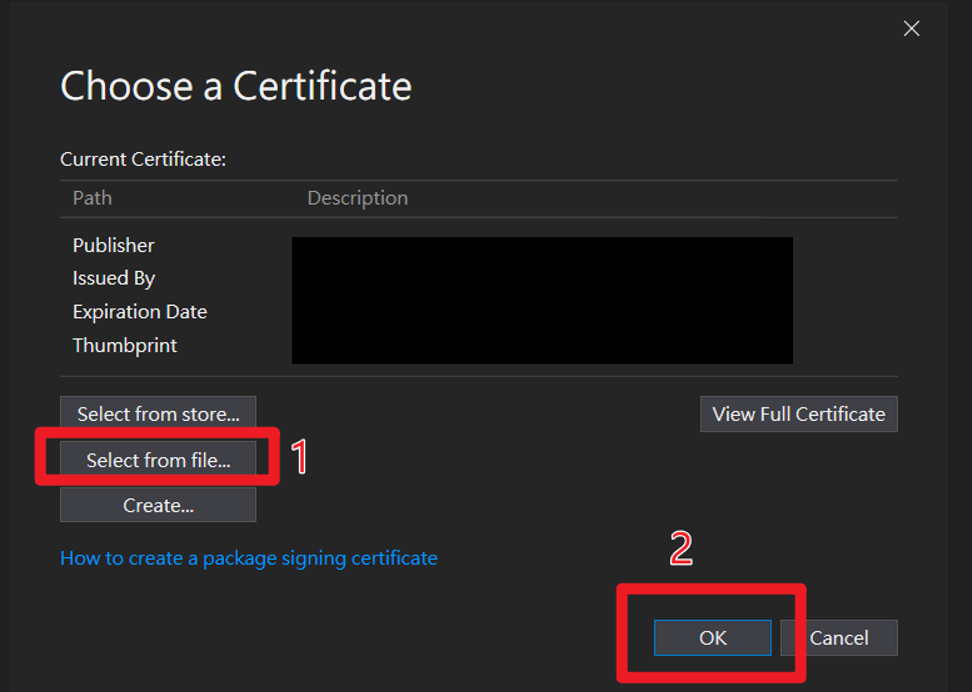 Choose a Certificate
Current Certificate:
Path Description
Publisher
Issued By
Expiration Date
Thumbprint
Select from store... View Full Certificate
Select from file... 1
Create...
How to create a package signing certificate
2
OK Cancel